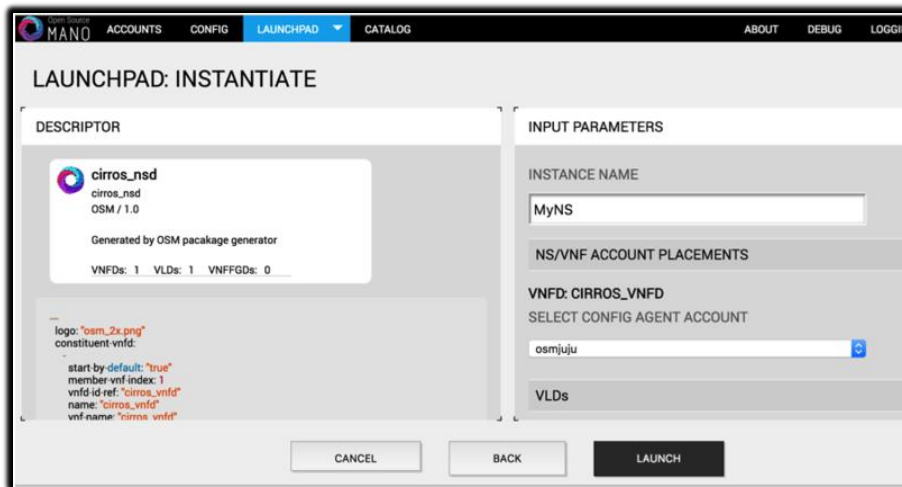 Open Source
MANO
ACCOUNTS CONFIG LAUNCHPAD CATALOG ABOUT DEBUG
LAUNCHPAD: INSTANTIATE
DESCRIPTOR
cirros_nsd
cirros_nsd
OSM / 1.0
Generated by OSM pacakage generator
VNFDs: 1 VLDs: 1 VNFFGDs: 0
---
logo: "osm_2x.png"
constituent-vnfd:
-
start-by-default: "true"
member-vnf-index: 1
vnfd-id-ref: "cirros_vnfd"
name: "cirros_vnfd"
vnf-name: "cirros_vnfd"
INPUT PARAMETERS
INSTANCE NAME
MyNS
NS/VNF ACCOUNT PLACEMENTS
VNFD: CIRROS_VNFD
SELECT CONFIG AGENT ACCOUNT
osmjuju
VLDs
CANCEL BACK LAUNCH